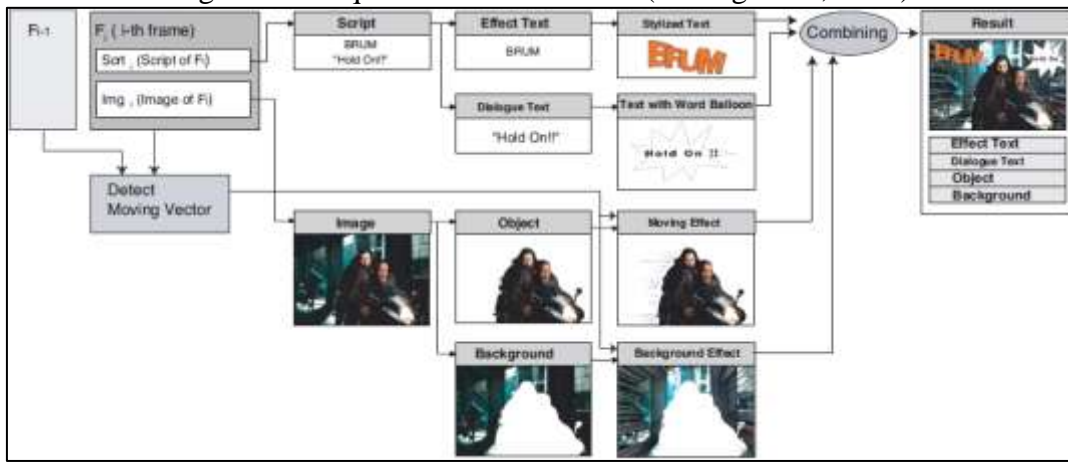 Fi-1
Fi ( i-th frame)
Scrt i (Script of Fi)
Img i (Image of Fi)
Detect
Moving Vector
Script
BRUM
"Hold On!!"
Effect Text
BRUM
Stylized Text
BRUM
Dialogue Text
"Hold On!!"
Text with Word Balloon
Hold On !!
Combining
Result
BRUM
Effect Text
Dialogue Text
Object
Background
Image
Object
Moving Effect
Background
Background Effect